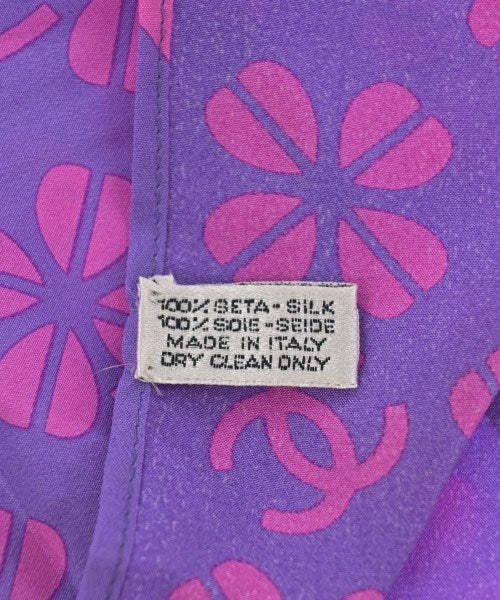 100% SETA - SILK
100% SOIE - SEIDE
MADE IN ITALY
DRY CLEAN ONLY